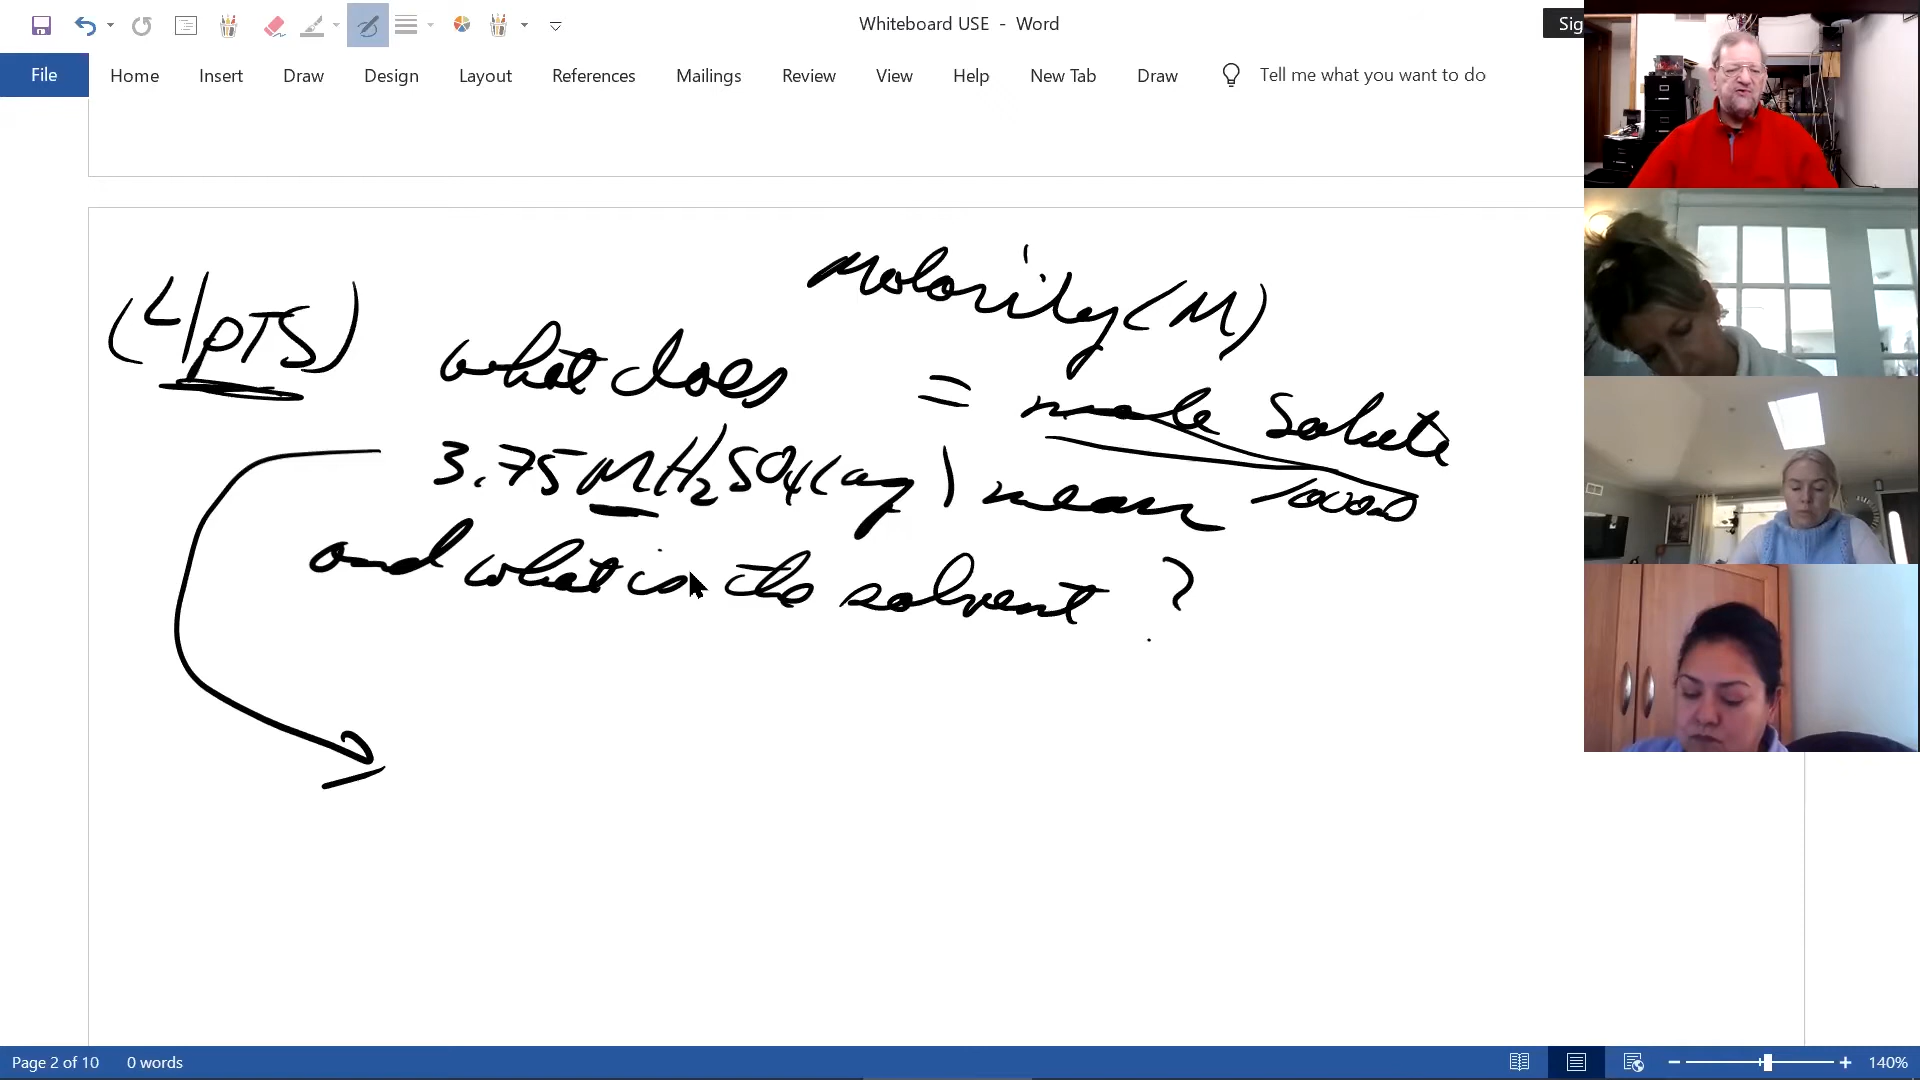 Whiteboard USE - Word
Sig
File Home Insert Draw Design Layout References Mailings Review View Help New Tab Draw Tell me what you want to do
Molarity (M)
(4pTS) what does = mole Solute
3.75 M H2SO4(aq) mean
and what is the solvent ?
Page 2 of 10 0 words 140%